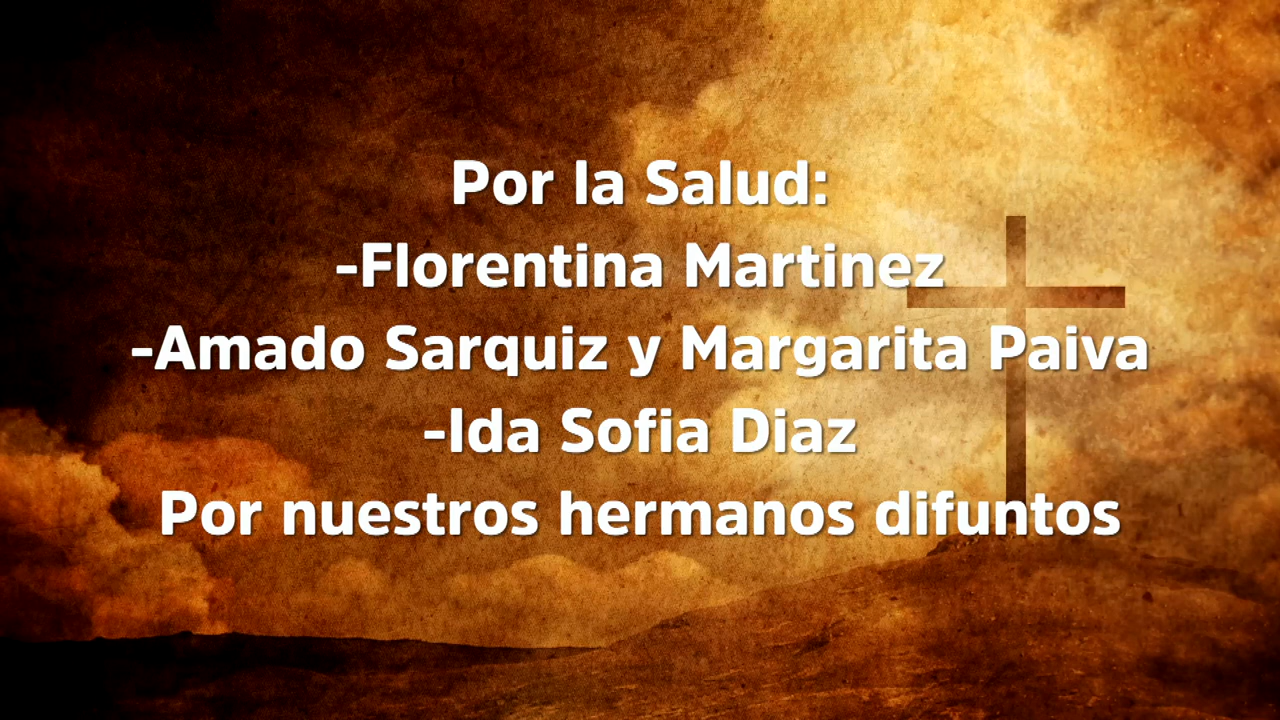 Por la Salud:
-Florentina Martinez
-Amado Sarquiz y Margarita Paiva
-Ida Sofia Diaz
Por nuestros hermanos difuntos